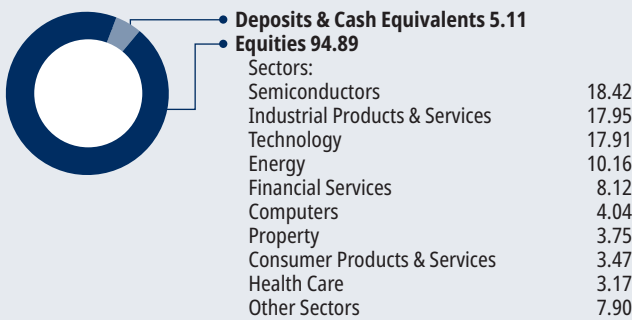 Deposits & Cash Equivalents 5.11
Equities 94.89
Sectors:
Semiconductors 18.42
Industrial Products & Services 17.95
Technology 17.91
Energy 10.16
Financial Services 8.12
Computers 4.04
Property 3.75
Consumer Products & Services 3.47
Health Care 3.17
Other Sectors 7.90